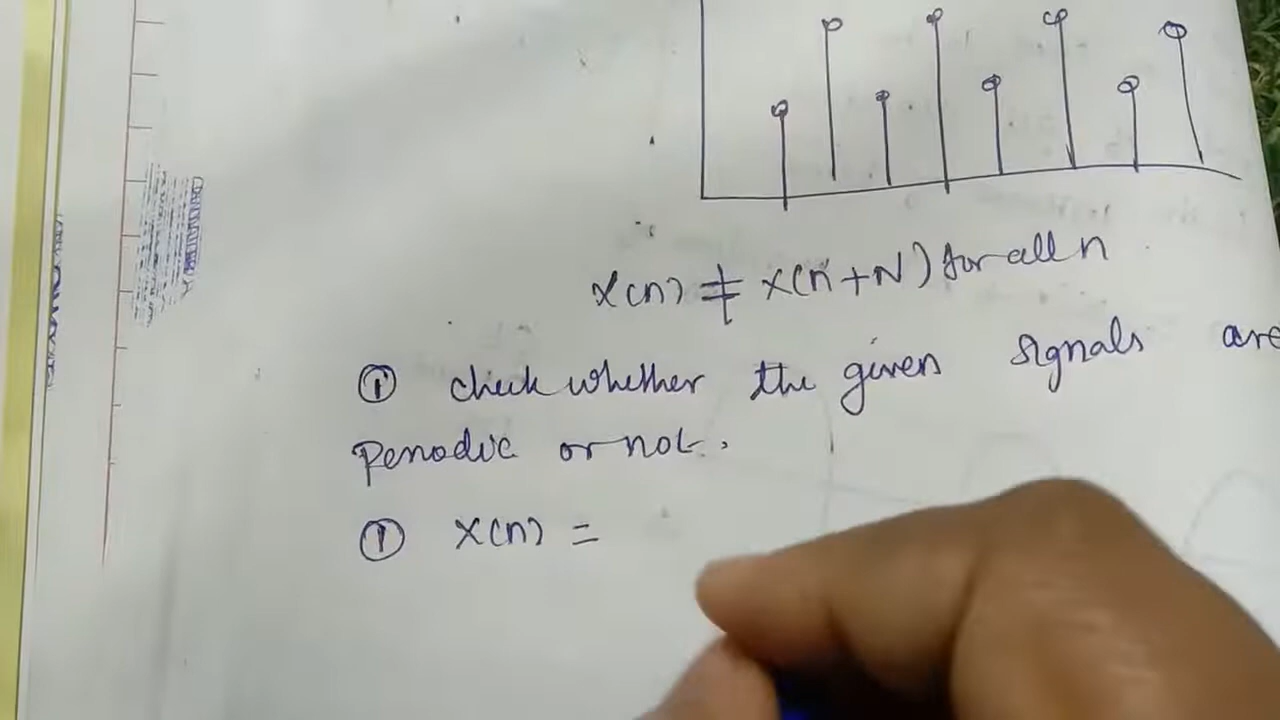 x(n) ≠ x(n+N) for all n
① check whether the given signals are
periodic or not.
① x(n) =